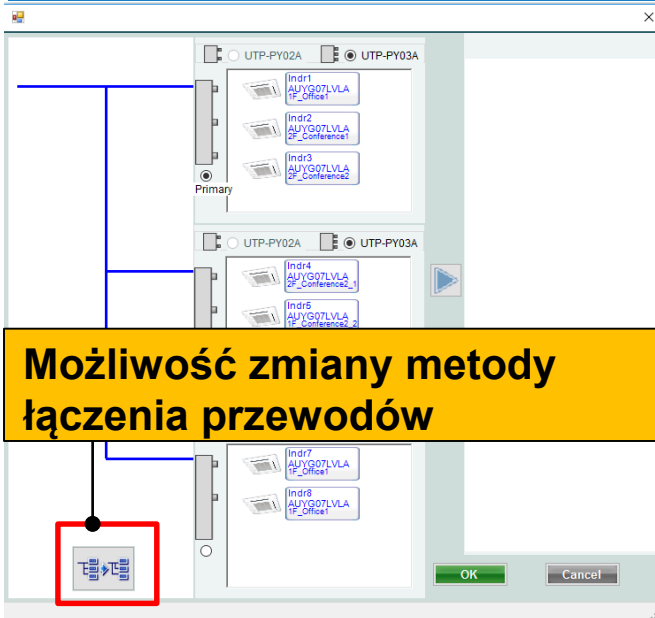 UTP-PY02A UTP-PY03A
Indr1
AUYG07LVLA
1F_Office1
Indr2
AUYG07LVLA
2F_Conference1
Indr3
AUYG07LVLA
2F_Conference2
Primary
UTP-PY02A UTP-PY03A
Indr4
AUYG07LVLA
2F_Conference2_1
Indr5
AUYG07LVLA
1F_Conference2_2
Możliwość zmiany metody
łączenia przewodów
Indr7
AUYG07LVLA
1F_Office1
Indr8
AUYG07LVLA
1F_Office1
OK Cancel